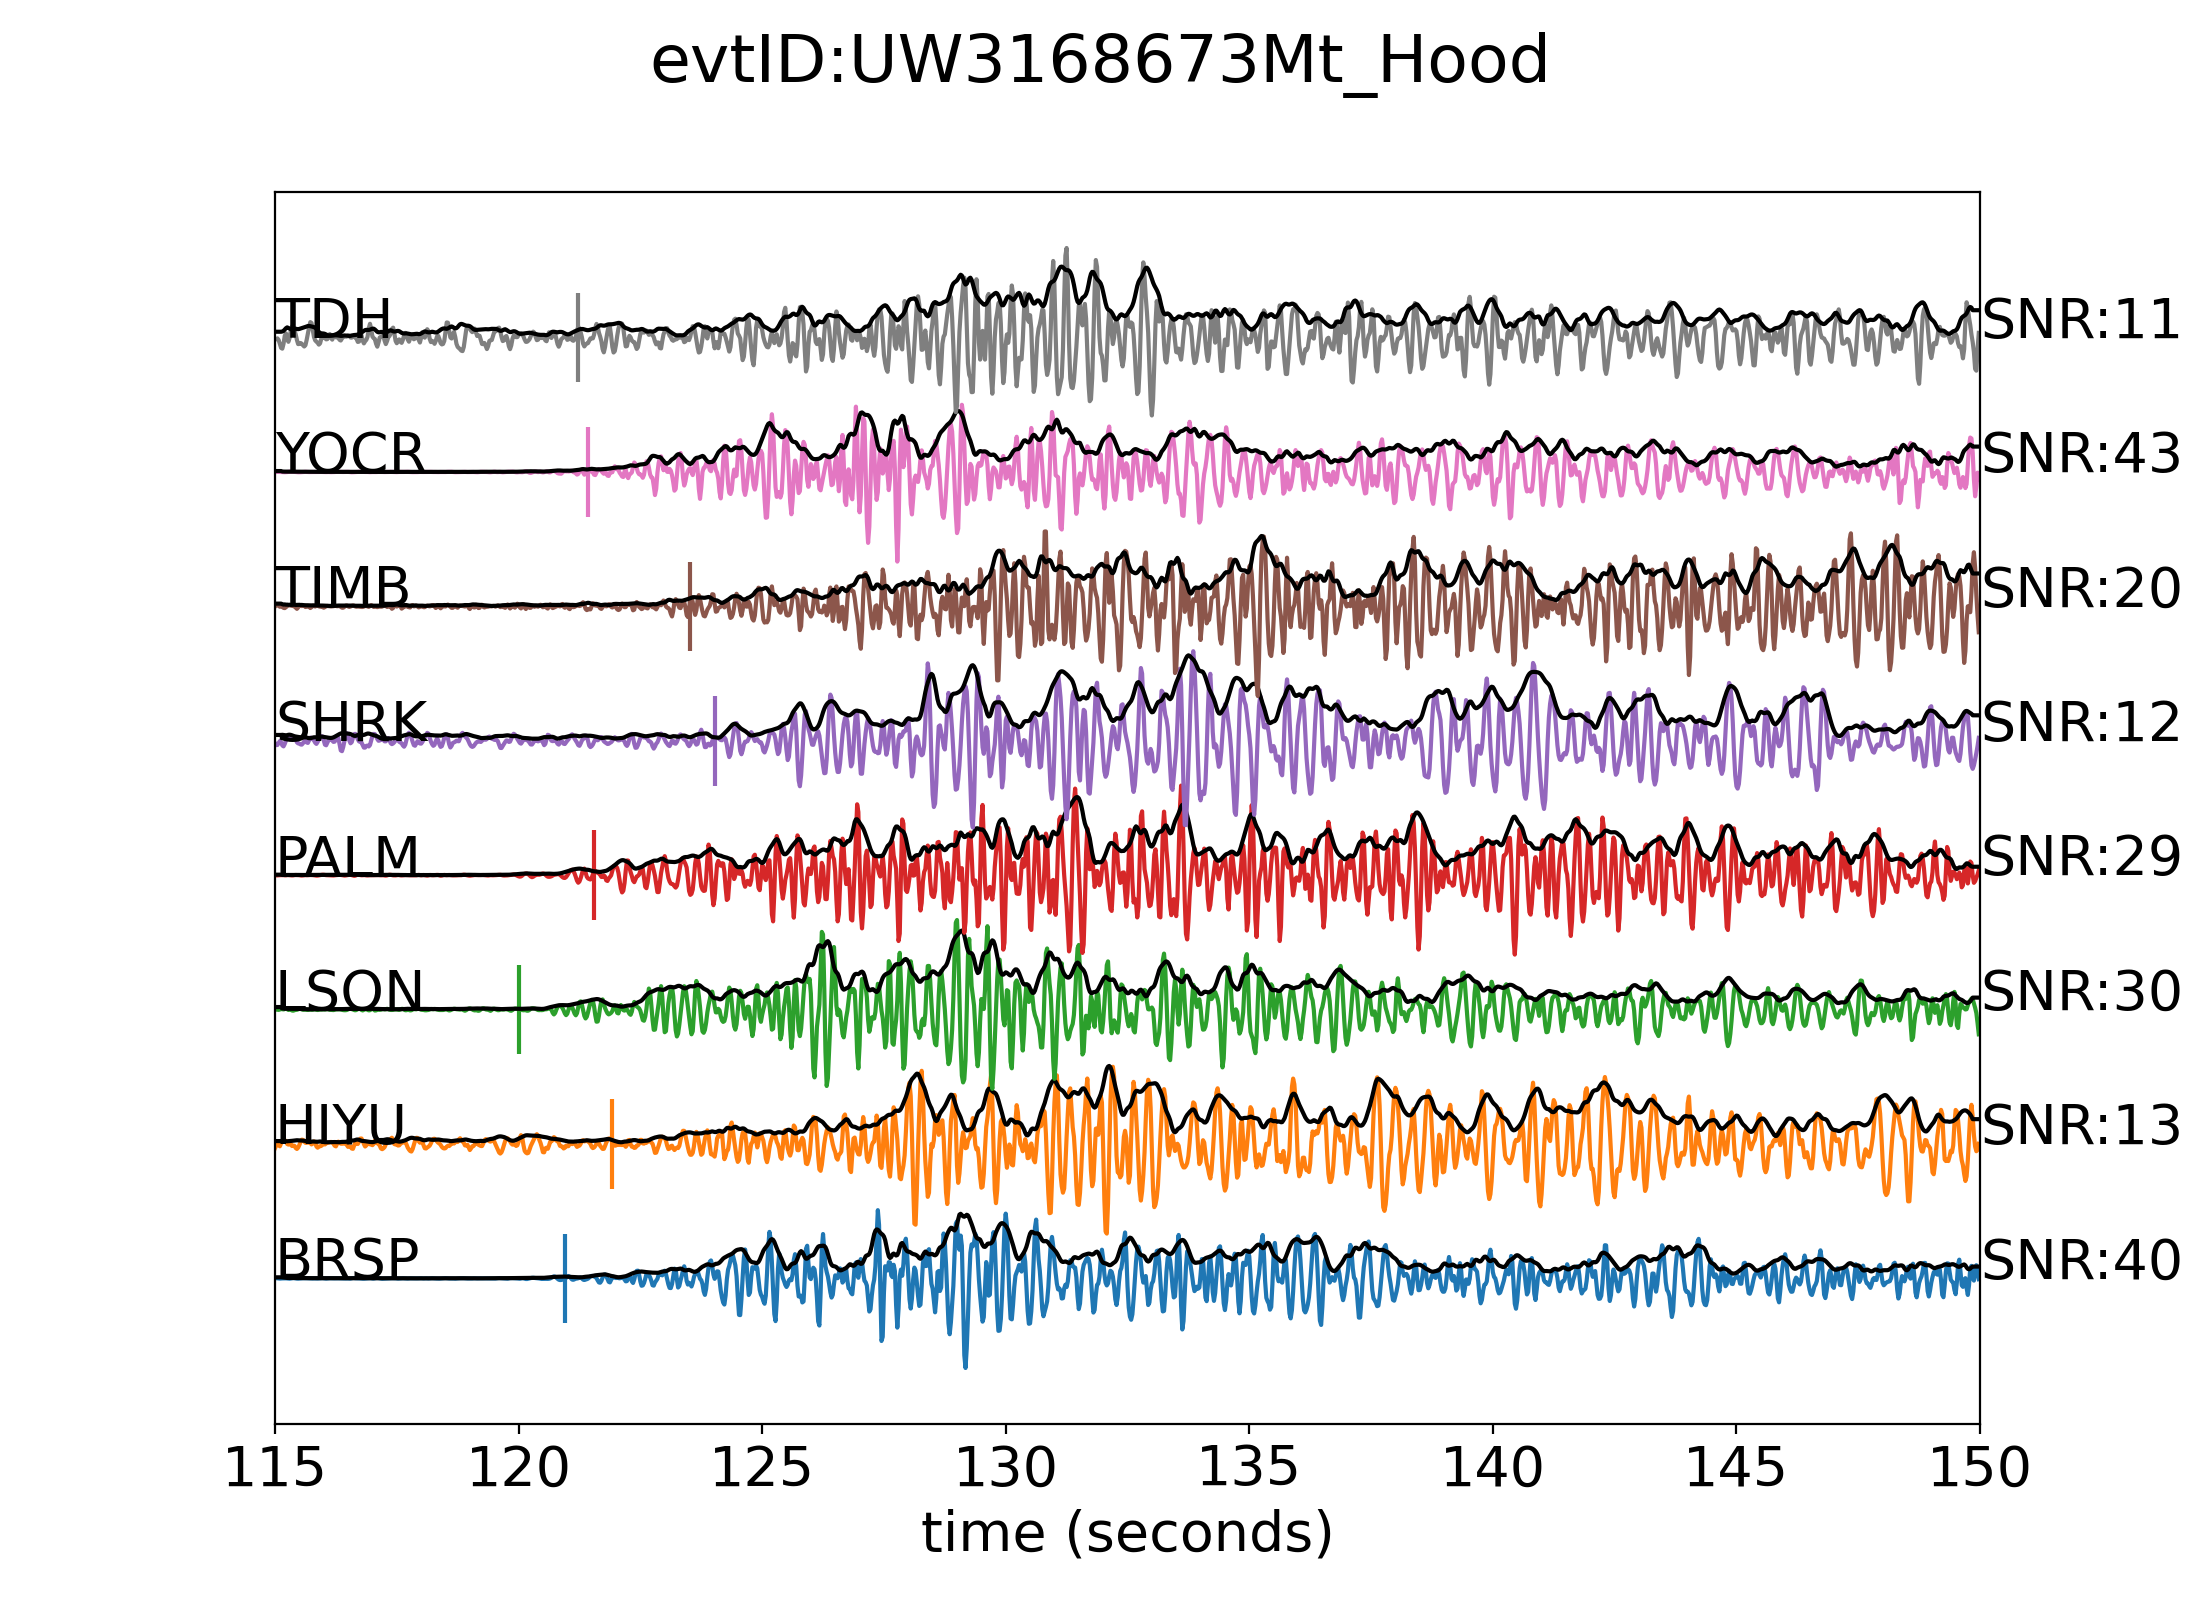 evtID:UW3168673Mt_Hood
TDH SNR:11
YOCR SNR:43
TIMB SNR:20
SHRK SNR:12
PALM SNR:29
LSON SNR:30
HIYU SNR:13
BRSP SNR:40
115 120 125 130 135 140 145 150
time (seconds)